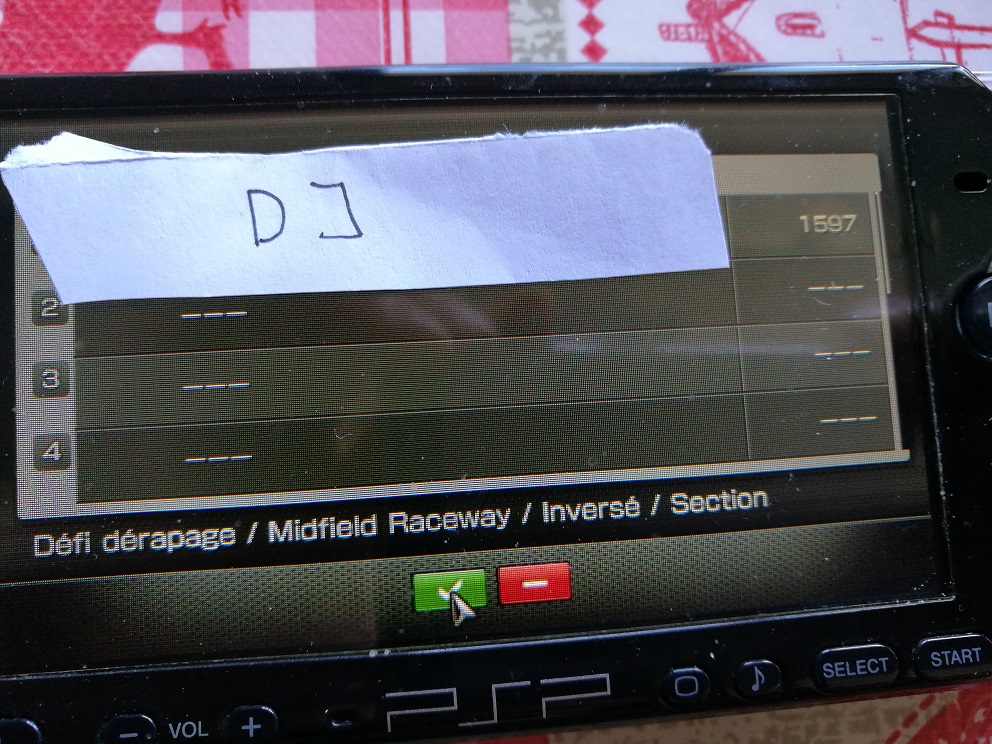 DJ
1597
2 --- ---
3 --- ---
4 --- ---
Défi dérapage / Midfield Raceway / Inversé / Section
PSP
SELECT START
− VOL +